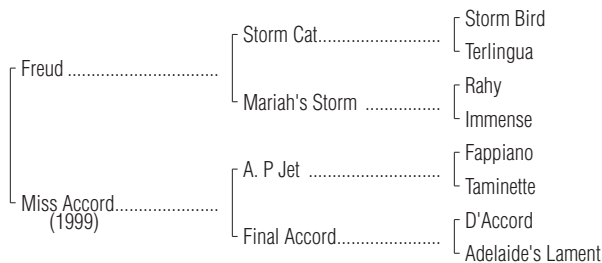 Storm Bird
Storm Cat..........................
Terlingua
Freud ................................
Rahy
Mariah's Storm ................
Immense
Fappiano
A. P Jet ............................
Taminette
Miss Accord......................
(1999)
D'Accord
Final Accord......................
Adelaide's Lament